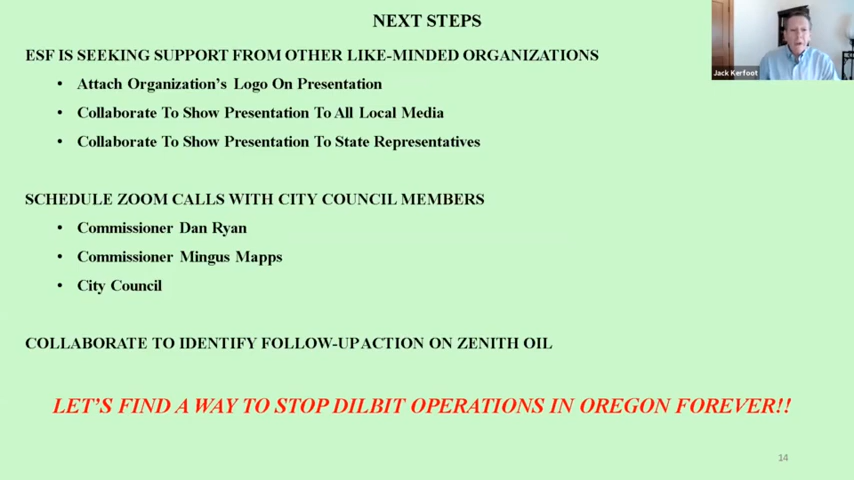 NEXT STEPS
ESF IS SEEKING SUPPORT FROM OTHER LIKE-MINDED ORGANIZATIONS
• Attach Organization's Logo On Presentation
• Collaborate To Show Presentation To All Local Media
• Collaborate To Show Presentation To State Representatives
SCHEDULE ZOOM CALLS WITH CITY COUNCIL MEMBERS
• Commissioner Dan Ryan
• Commissioner Mingus Mapps
• City Council
COLLABORATE TO IDENTIFY FOLLOW-UP ACTION ON ZENITH OIL
LET'S FIND A WAY TO STOP DILBIT OPERATIONS IN OREGON FOREVER!!
14
Jack Kerfoot